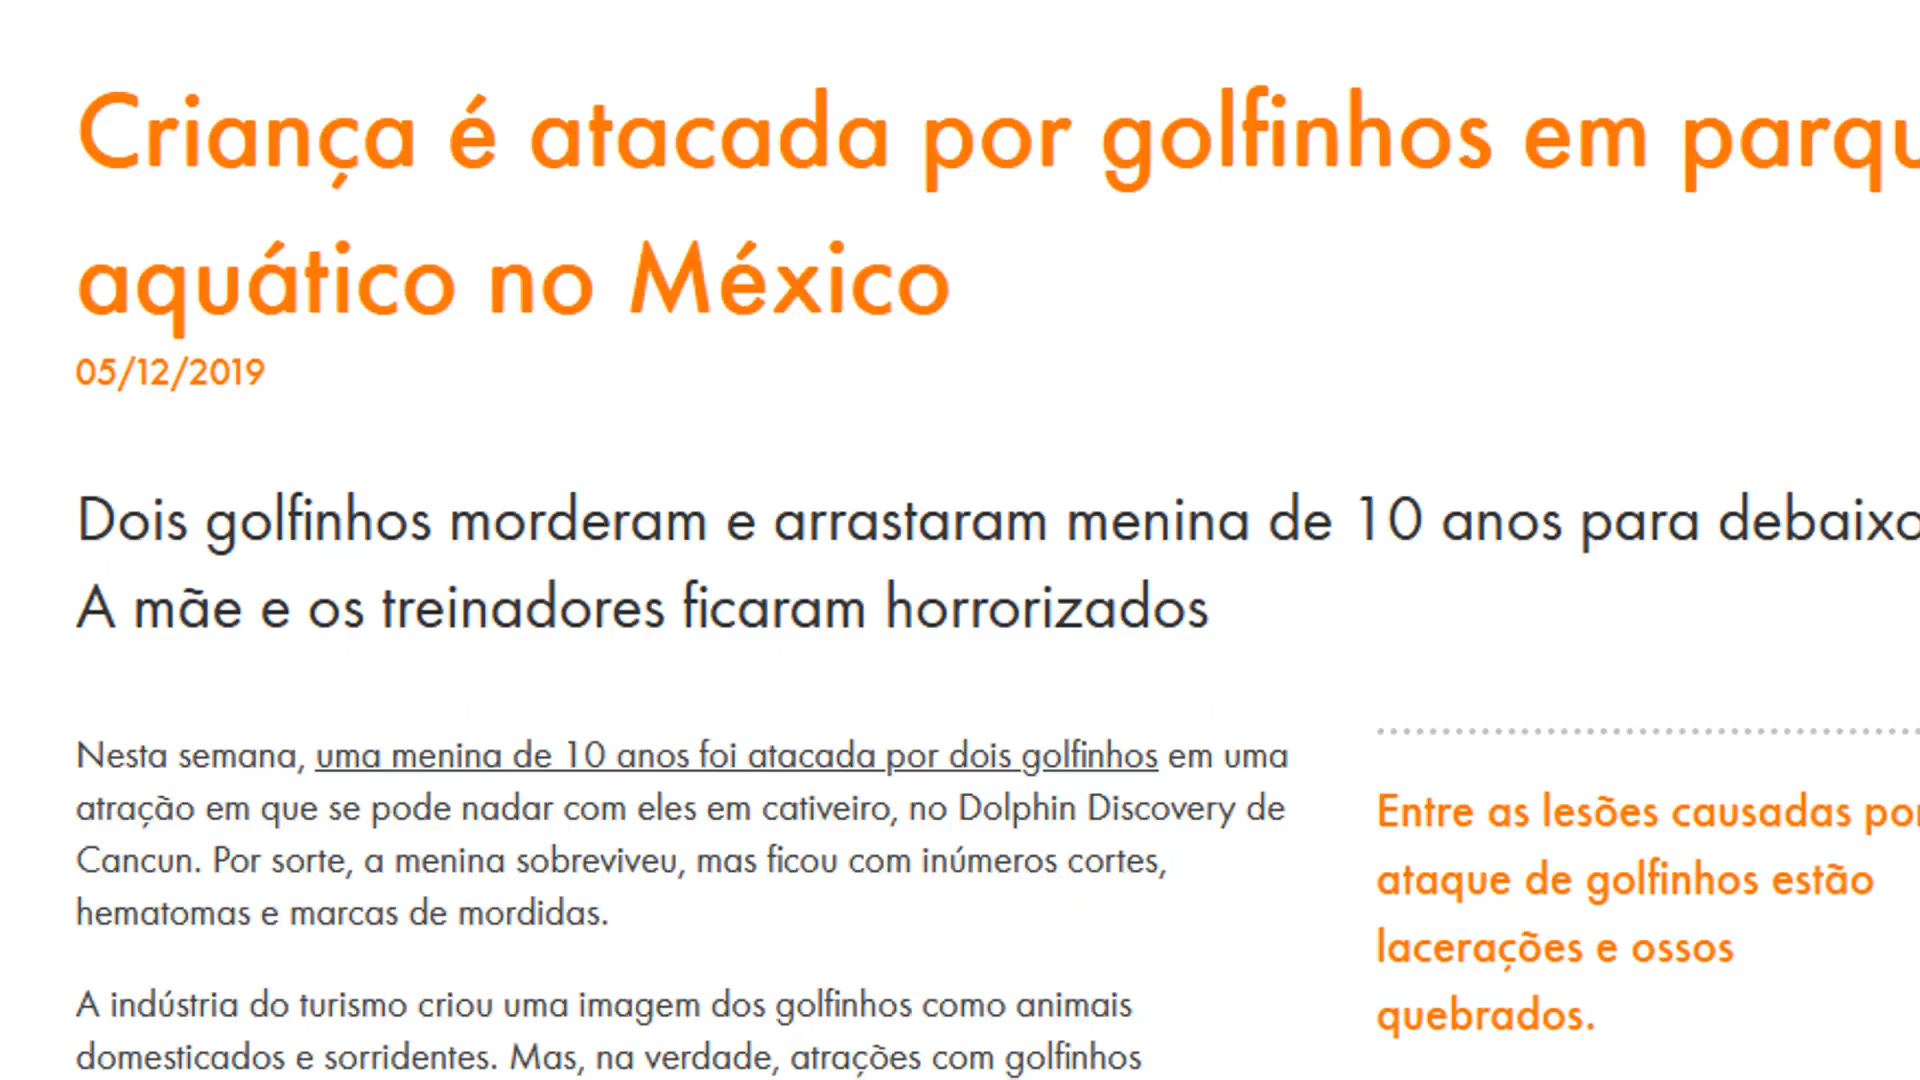 Criança é atacada por golfinhos em parqu
aquático no México
05/12/2019
Dois golfinhos morderam e arrastaram menina de 10 anos para debaixo
A mãe e os treinadores ficaram horrorizados
Nesta semana, uma menina de 10 anos foi atacada por dois golfinhos em uma
atração em que se pode nadar com eles em cativeiro, no Dolphin Discovery de
Cancun. Por sorte, a menina sobreviveu, mas ficou com inúmeros cortes,
hematomas e marcas de mordidas.
A indústria do turismo criou uma imagem dos golfinhos como animais
domesticados e sorridentes. Mas, na verdade, atrações com golfinhos
Entre as lesões causadas por
ataque de golfinhos estão
lacerações e ossos
quebrados.